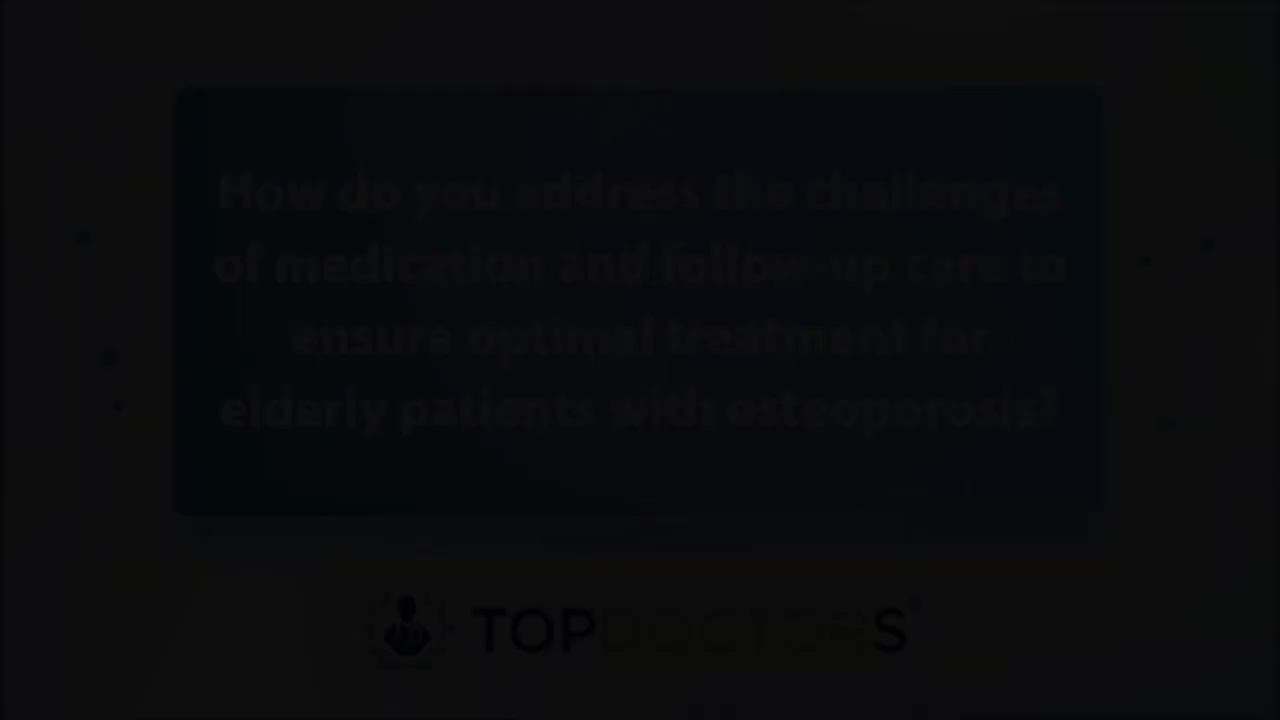 How do you address the challenges
of medication and follow-up care to
ensure optimal treatment for
elderly patients with osteoporosis?
TOPDOCTORS